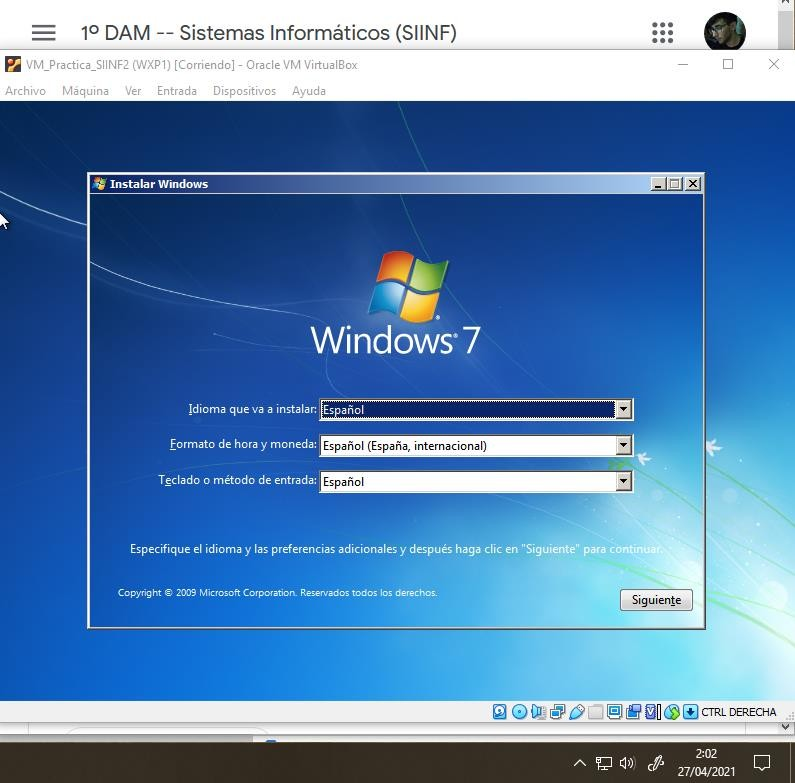 1º DAM -- Sistemas Informáticos (SIINF)
VM_Practica_SIINF2 (WXP1) [Corriendo] - Oracle VM VirtualBox
Archivo Máquina Ver Entrada Dispositivos Ayuda
Instalar Windows
Windows® 7
Idioma que va a instalar: Español
Formato de hora y moneda: Español (España, internacional)
Teclado o método de entrada: Español
Especifique el idioma y las preferencias adicionales y después haga clic en "Siguiente" para continuar.
Copyright © 2009 Microsoft Corporation. Reservados todos los derechos.
Siguiente
CTRL DERECHA
2:02
27/04/2021